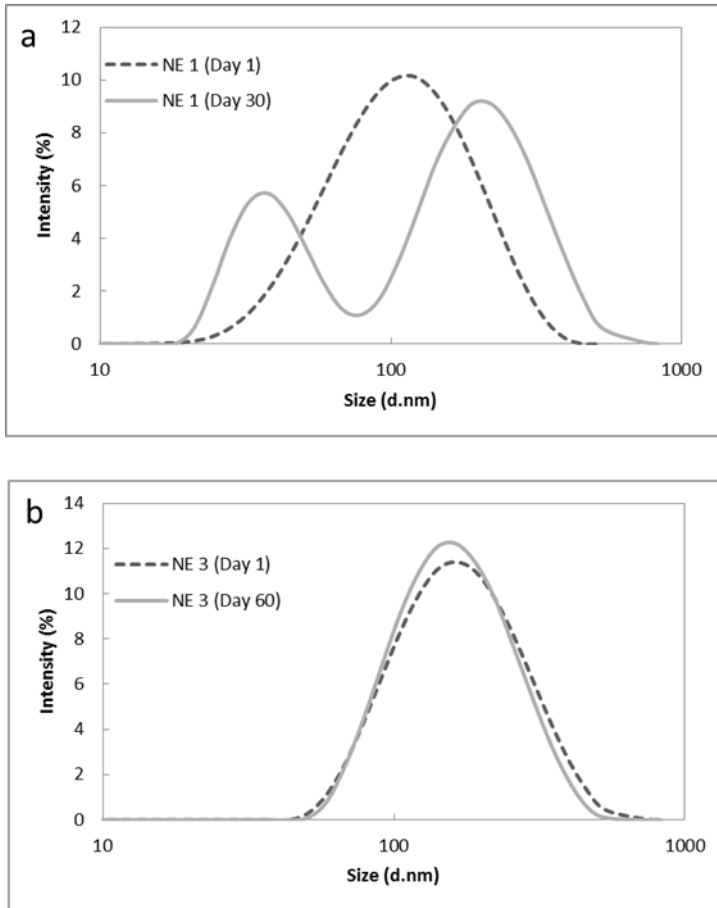 a
12
10
8
6
4
2
0
Intensity (%)
NE 1 (Day 1)
NE 1 (Day 30)
10 100 1000
Size (d.nm)
b
14
12
10
8
6
4
2
0
Intensity (%)
NE 3 (Day 1)
NE 3 (Day 60)
10 100 1000
Size (d.nm)